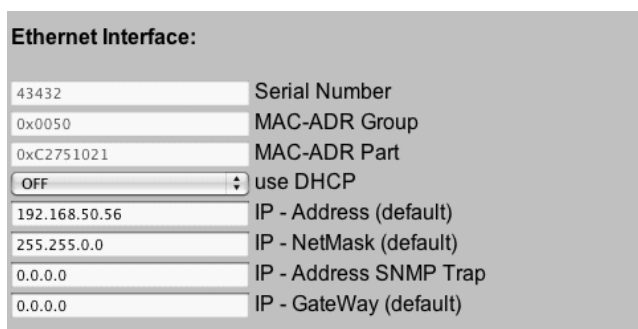 Ethernet Interface:
43432 Serial Number
0x0050 MAC-ADR Group
0xC2751021 MAC-ADR Part
OFF use DHCP
192.168.50.56 IP - Address (default)
255.255.0.0 IP - NetMask (default)
0.0.0.0 IP - Address SNMP Trap
0.0.0.0 IP - GateWay (default)